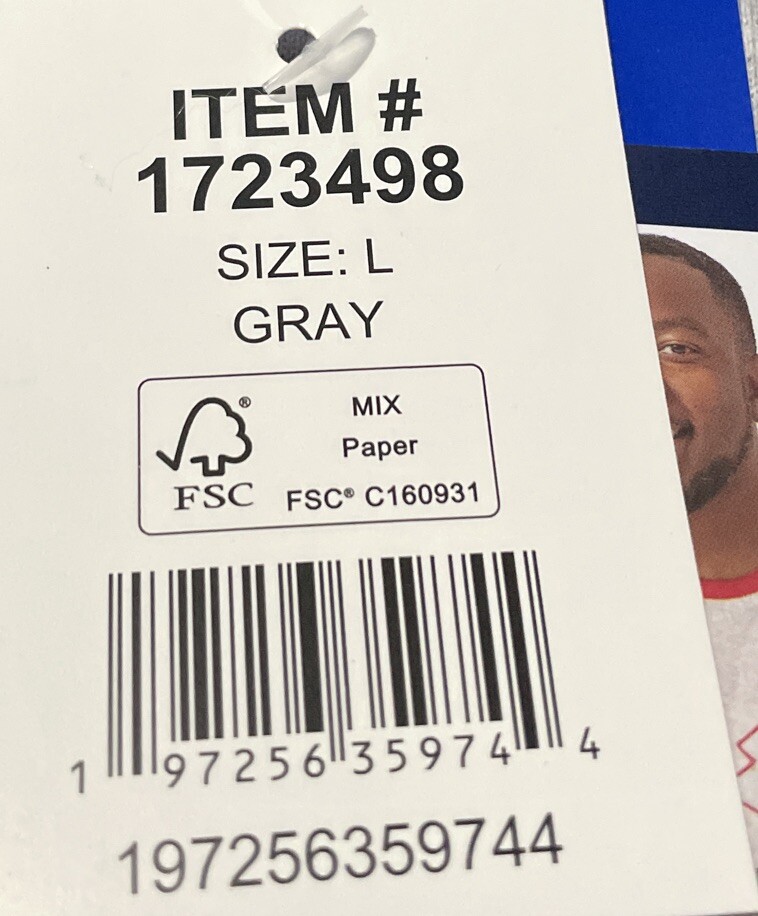 ITEM #
1723498
SIZE: L
GRAY
MIX
Paper
FSC® C160931
®
FSC
1 97256 35974 4
197256359744